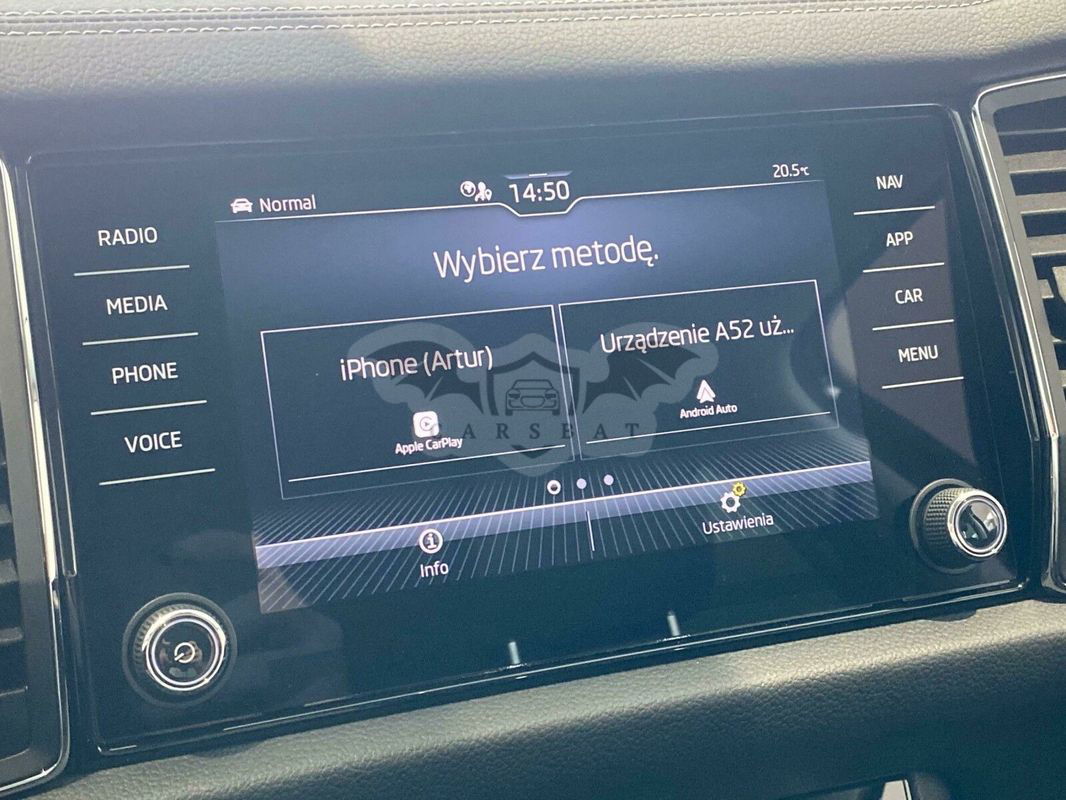 Normal
14:50
20.5°C
RADIO
MEDIA
PHONE
VOICE
NAV
APP
CAR
MENU
Wybierz metodę.
iPhone (Artur)
Apple CarPlay
Urządzenie A52 uż...
Android Auto
CARSEAT
Info
Ustawienia